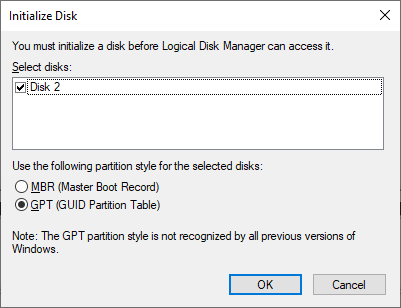 Initialize Disk
You must initialize a disk before Logical Disk Manager can access it.
Select disks:
Disk 2
Use the following partition style for the selected disks:
MBR (Master Boot Record)
GPT (GUID Partition Table)
Note: The GPT partition style is not recognized by all previous versions of
Windows.
OK
Cancel